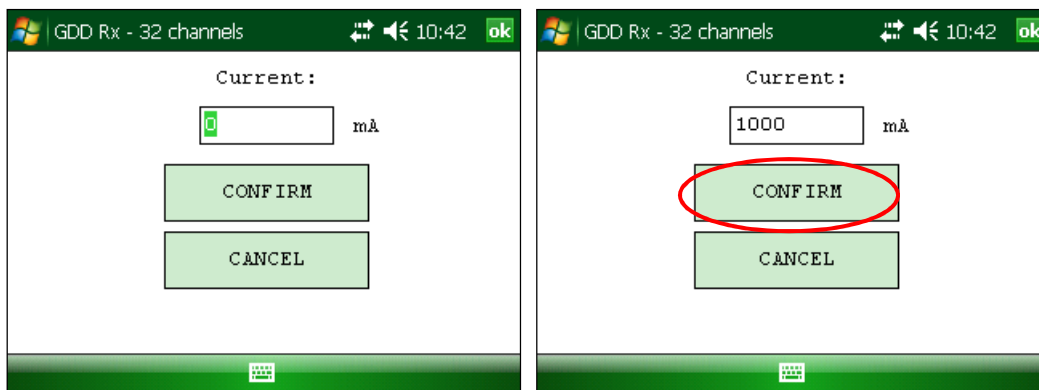 GDD Rx - 32 channels 10:42 ok
Current:
0 mA
CONFIRM
CANCEL
GDD Rx - 32 channels 10:42 ok
Current:
1000 mA
CONFIRM
CANCEL